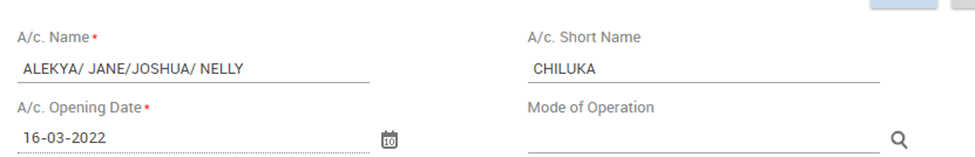 A/c. Name *
A/c. Short Name
ALEKYA/ JANE/JOSHUA/ NELLY
CHILUKA
A/c. Opening Date *
Mode of Operation
16-03-2022
10